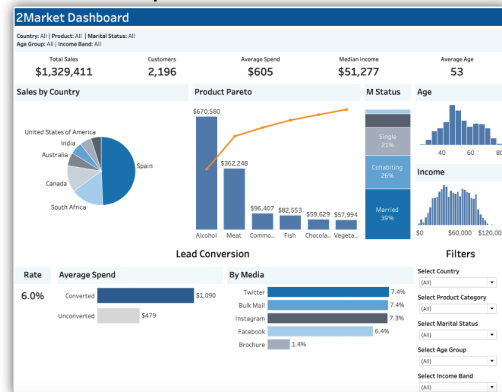 2Market Dashboard
Country: All | Product: All | Marital Status: All
Age Group: All | Income Band: All
Total Sales Customers Average Spend Median Income Average Age
$1,329,411 2,196 $605 $51,277 53
Sales by Country Product Pareto M Status Age
United States of America
India
Australia
Canada
South Africa
Spain
$670,580
$362,248
$96,407 $82,553 $59,629 $57,994
Alcohol Meat Commo.. Fish Chocola.. Vegeta..
Single
21%
Cohabiting
26%
Married
39%
40 60 80
Income
$0 $60,000 $120,00
Lead Conversion Filters
Rate Average Spend By Media
6.0%
Converted $1,090
Unconverted $479
Twitter 7.4%
Bulk Mail 7.4%
Instagram 7.3%
Facebook 6.4%
Brochure 1.4%
Select Country
(All)
Select Product Category
(All)
Select Marital Status
(All)
Select Age Group
(All)
Select Income Band
(All)